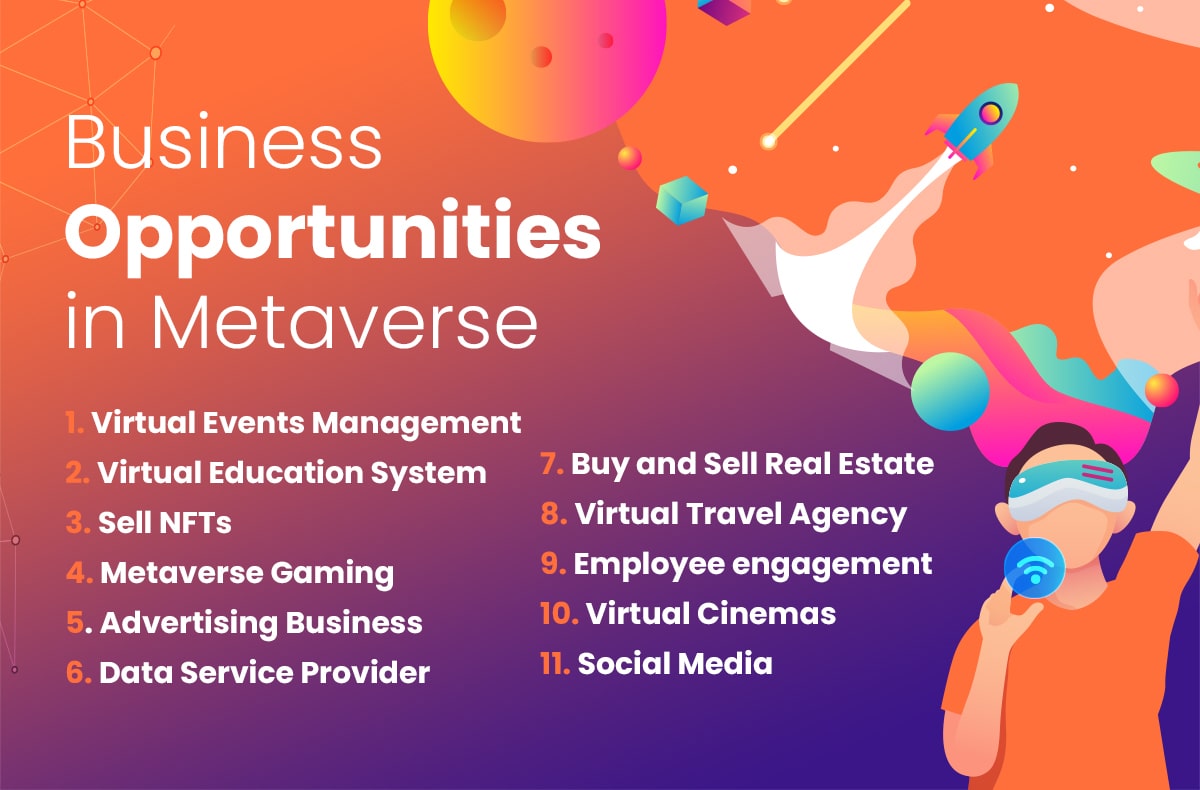 Business
Opportunities
in Metaverse
1. Virtual Events Management
2. Virtual Education System
3. Sell NFTs
4. Metaverse Gaming
5. Advertising Business
6. Data Service Provider
7. Buy and Sell Real Estate
8. Virtual Travel Agency
9. Employee engagement
10. Virtual Cinemas
11. Social Media